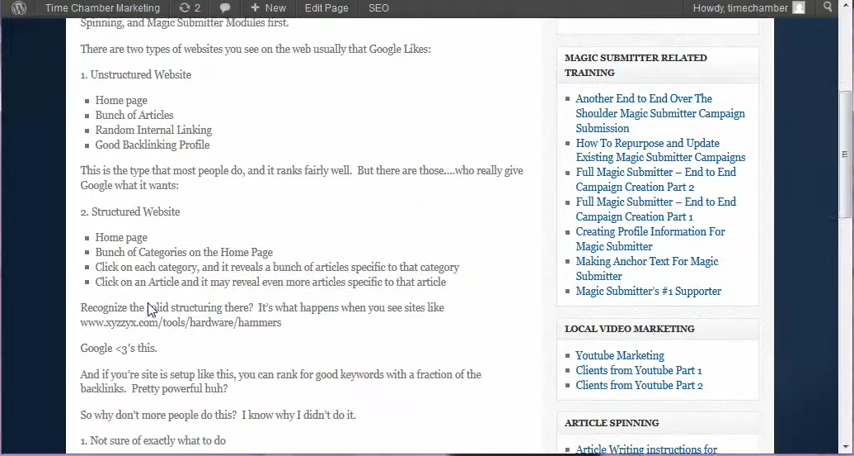 Time Chamber Marketing 2 + New Edit Page SEO Howdy, timechamber
Spinning, and Magic Submitter Modules first.
There are two types of websites you see on the web usually that Google Likes:
1. Unstructured Website
Home page
Bunch of Articles
Random Internal Linking
Good Backlinking Profile
This is the type that most people do, and it ranks fairly well. But there are those....who really give
Google what it wants:
2. Structured Website
Home page
Bunch of Categories on the Home Page
Click on each category, and it reveals a bunch of articles specific to that category
Click on an Article and it may reveal even more articles specific to that article
Recognize the solid structuring there? It's what happens when you see sites like
www.xyzzyx.com/tools/hardware/hammers
Google <3's this.
And if you're site is setup like this, you can rank for good keywords with a fraction of the
backlinks. Pretty powerful huh?
So why don't more people do this? I know why I didn't do it.
1. Not sure of exactly what to do
MAGIC SUBMITTER RELATED
TRAINING
Another End to End Over The
Shoulder Magic Submitter Campaign
Submission
How To Repurpose and Update
Existing Magic Submitter Campaigns
Full Magic Submitter – End to End
Campaign Creation Part 2
Full Magic Submitter – End to End
Campaign Creation Part 1
Creating Profile Information For
Magic Submitter
Making Anchor Text For Magic
Submitter
Magic Submitter's #1 Supporter
LOCAL VIDEO MARKETING
Youtube Marketing
Clients from Youtube Part 1
Clients from Youtube Part 2
ARTICLE SPINNING
Article Writing instructions for